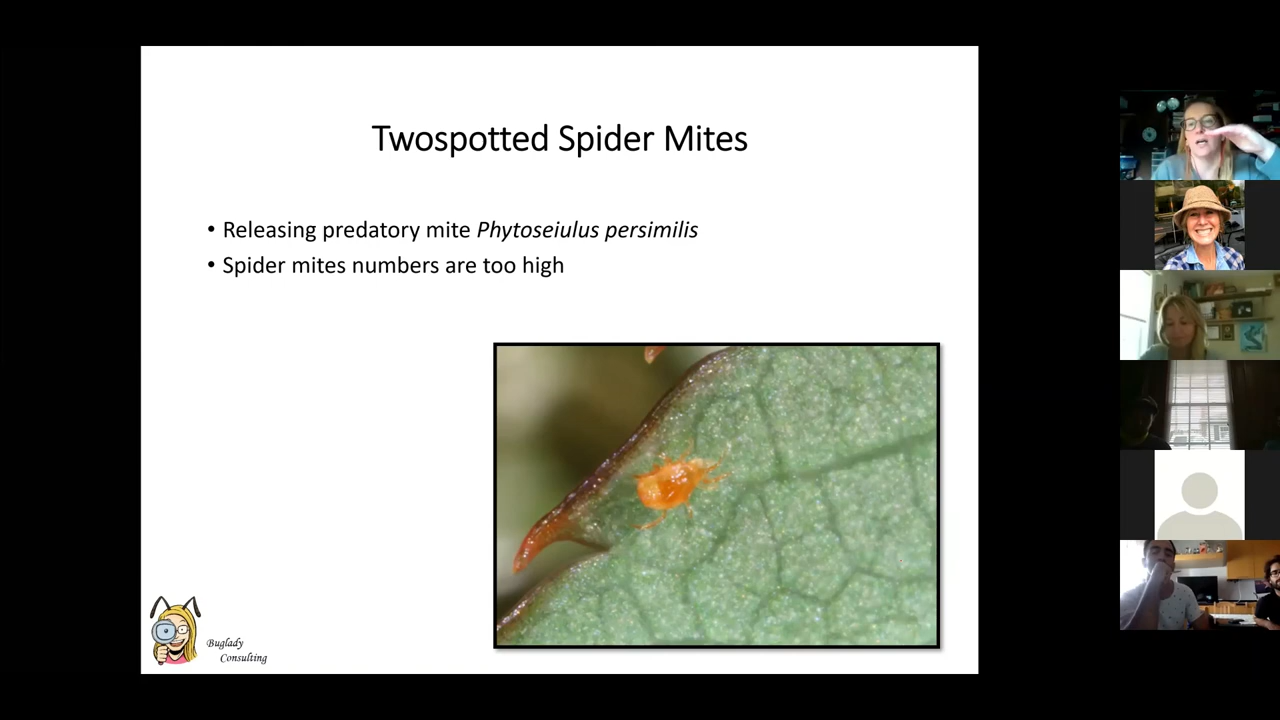 Twospotted Spider Mites
• Releasing predatory mite Phytoseiulus persimilis
• Spider mites numbers are too high
Buglady
Consulting